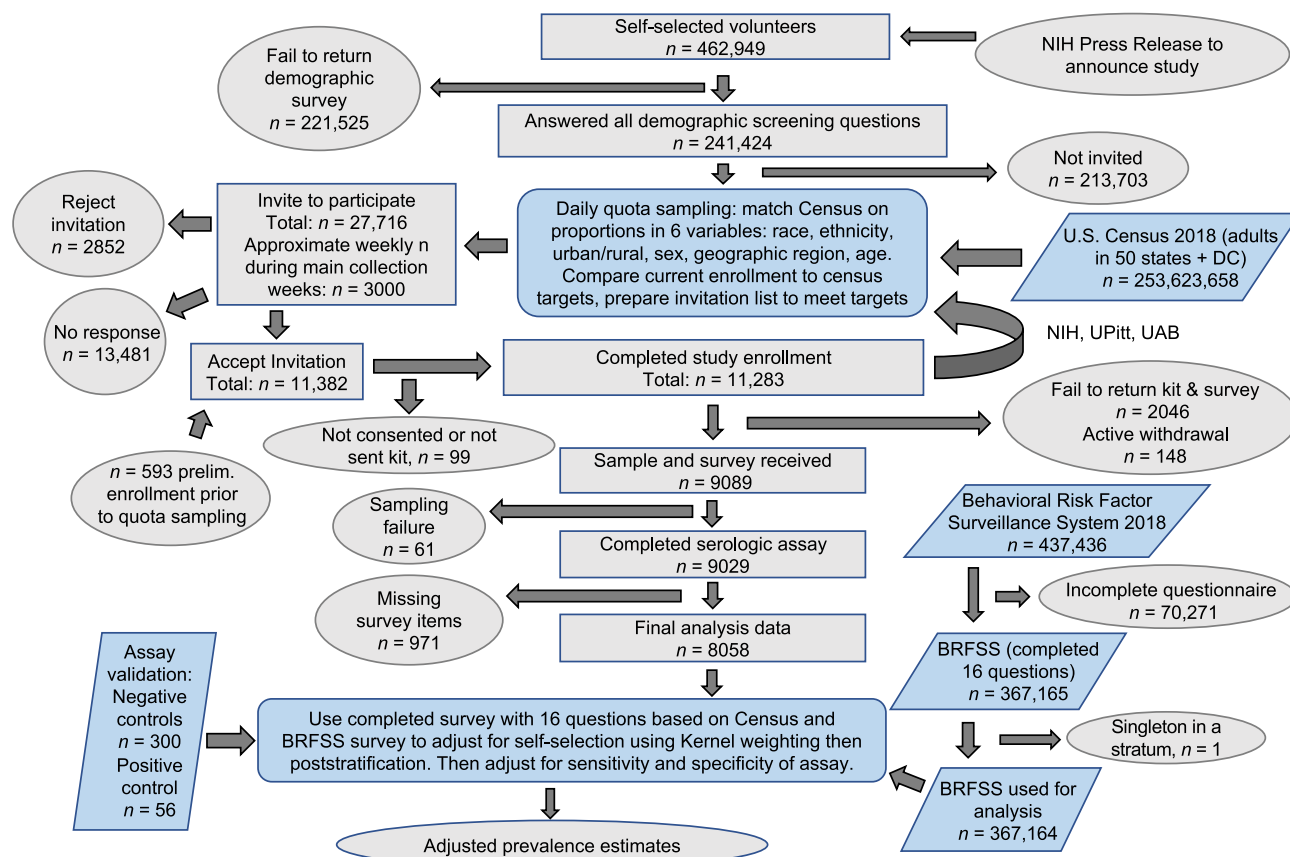 Self-selected volunteers
n = 462,949
NIH Press Release to
announce study
Fail to return
demographic
survey
n = 221,525
Answered all demographic screening questions
n = 241,424
Not invited
n = 213,703
Reject
invitation
n = 2852
Invite to participate
Total: n = 27,716
Approximate weekly n
during main collection
weeks: n = 3000
Daily quota sampling: match Census on
proportions in 6 variables: race, ethnicity,
urban/rural, sex, geographic region, age.
Compare current enrollment to census
targets, prepare invitation list to meet targets
U.S. Census 2018 (adults
in 50 states + DC)
n = 253,623,658
No response
n = 13,481
NIH, UPitt, UAB
Accept Invitation
Total: n = 11,382
Completed study enrollment
Total: n = 11,283
Fail to return kit & survey
n = 2046
Active withdrawal
n = 148
Not consented or not
sent kit, n = 99
n = 593 prelim.
enrollment prior
to quota sampling
Sample and survey received
n = 9089
Sampling
failure
n = 61
Behavioral Risk Factor
Surveillance System 2018
n = 437,436
Completed serologic assay
n = 9029
Missing
survey items
n = 971
Incomplete questionnaire
n = 70,271
Final analysis data
n = 8058
BRFSS (completed
16 questions)
n = 367,165
Assay
validation:
Negative
controls
n = 300
Positive
control
n = 56
Use completed survey with 16 questions based on Census and
BRFSS survey to adjust for self-selection using Kernel weighting then
poststratification. Then adjust for sensitivity and specificity of assay.
Singleton in a
stratum, n = 1
BRFSS used for
analysis
n = 367,164
Adjusted prevalence estimates